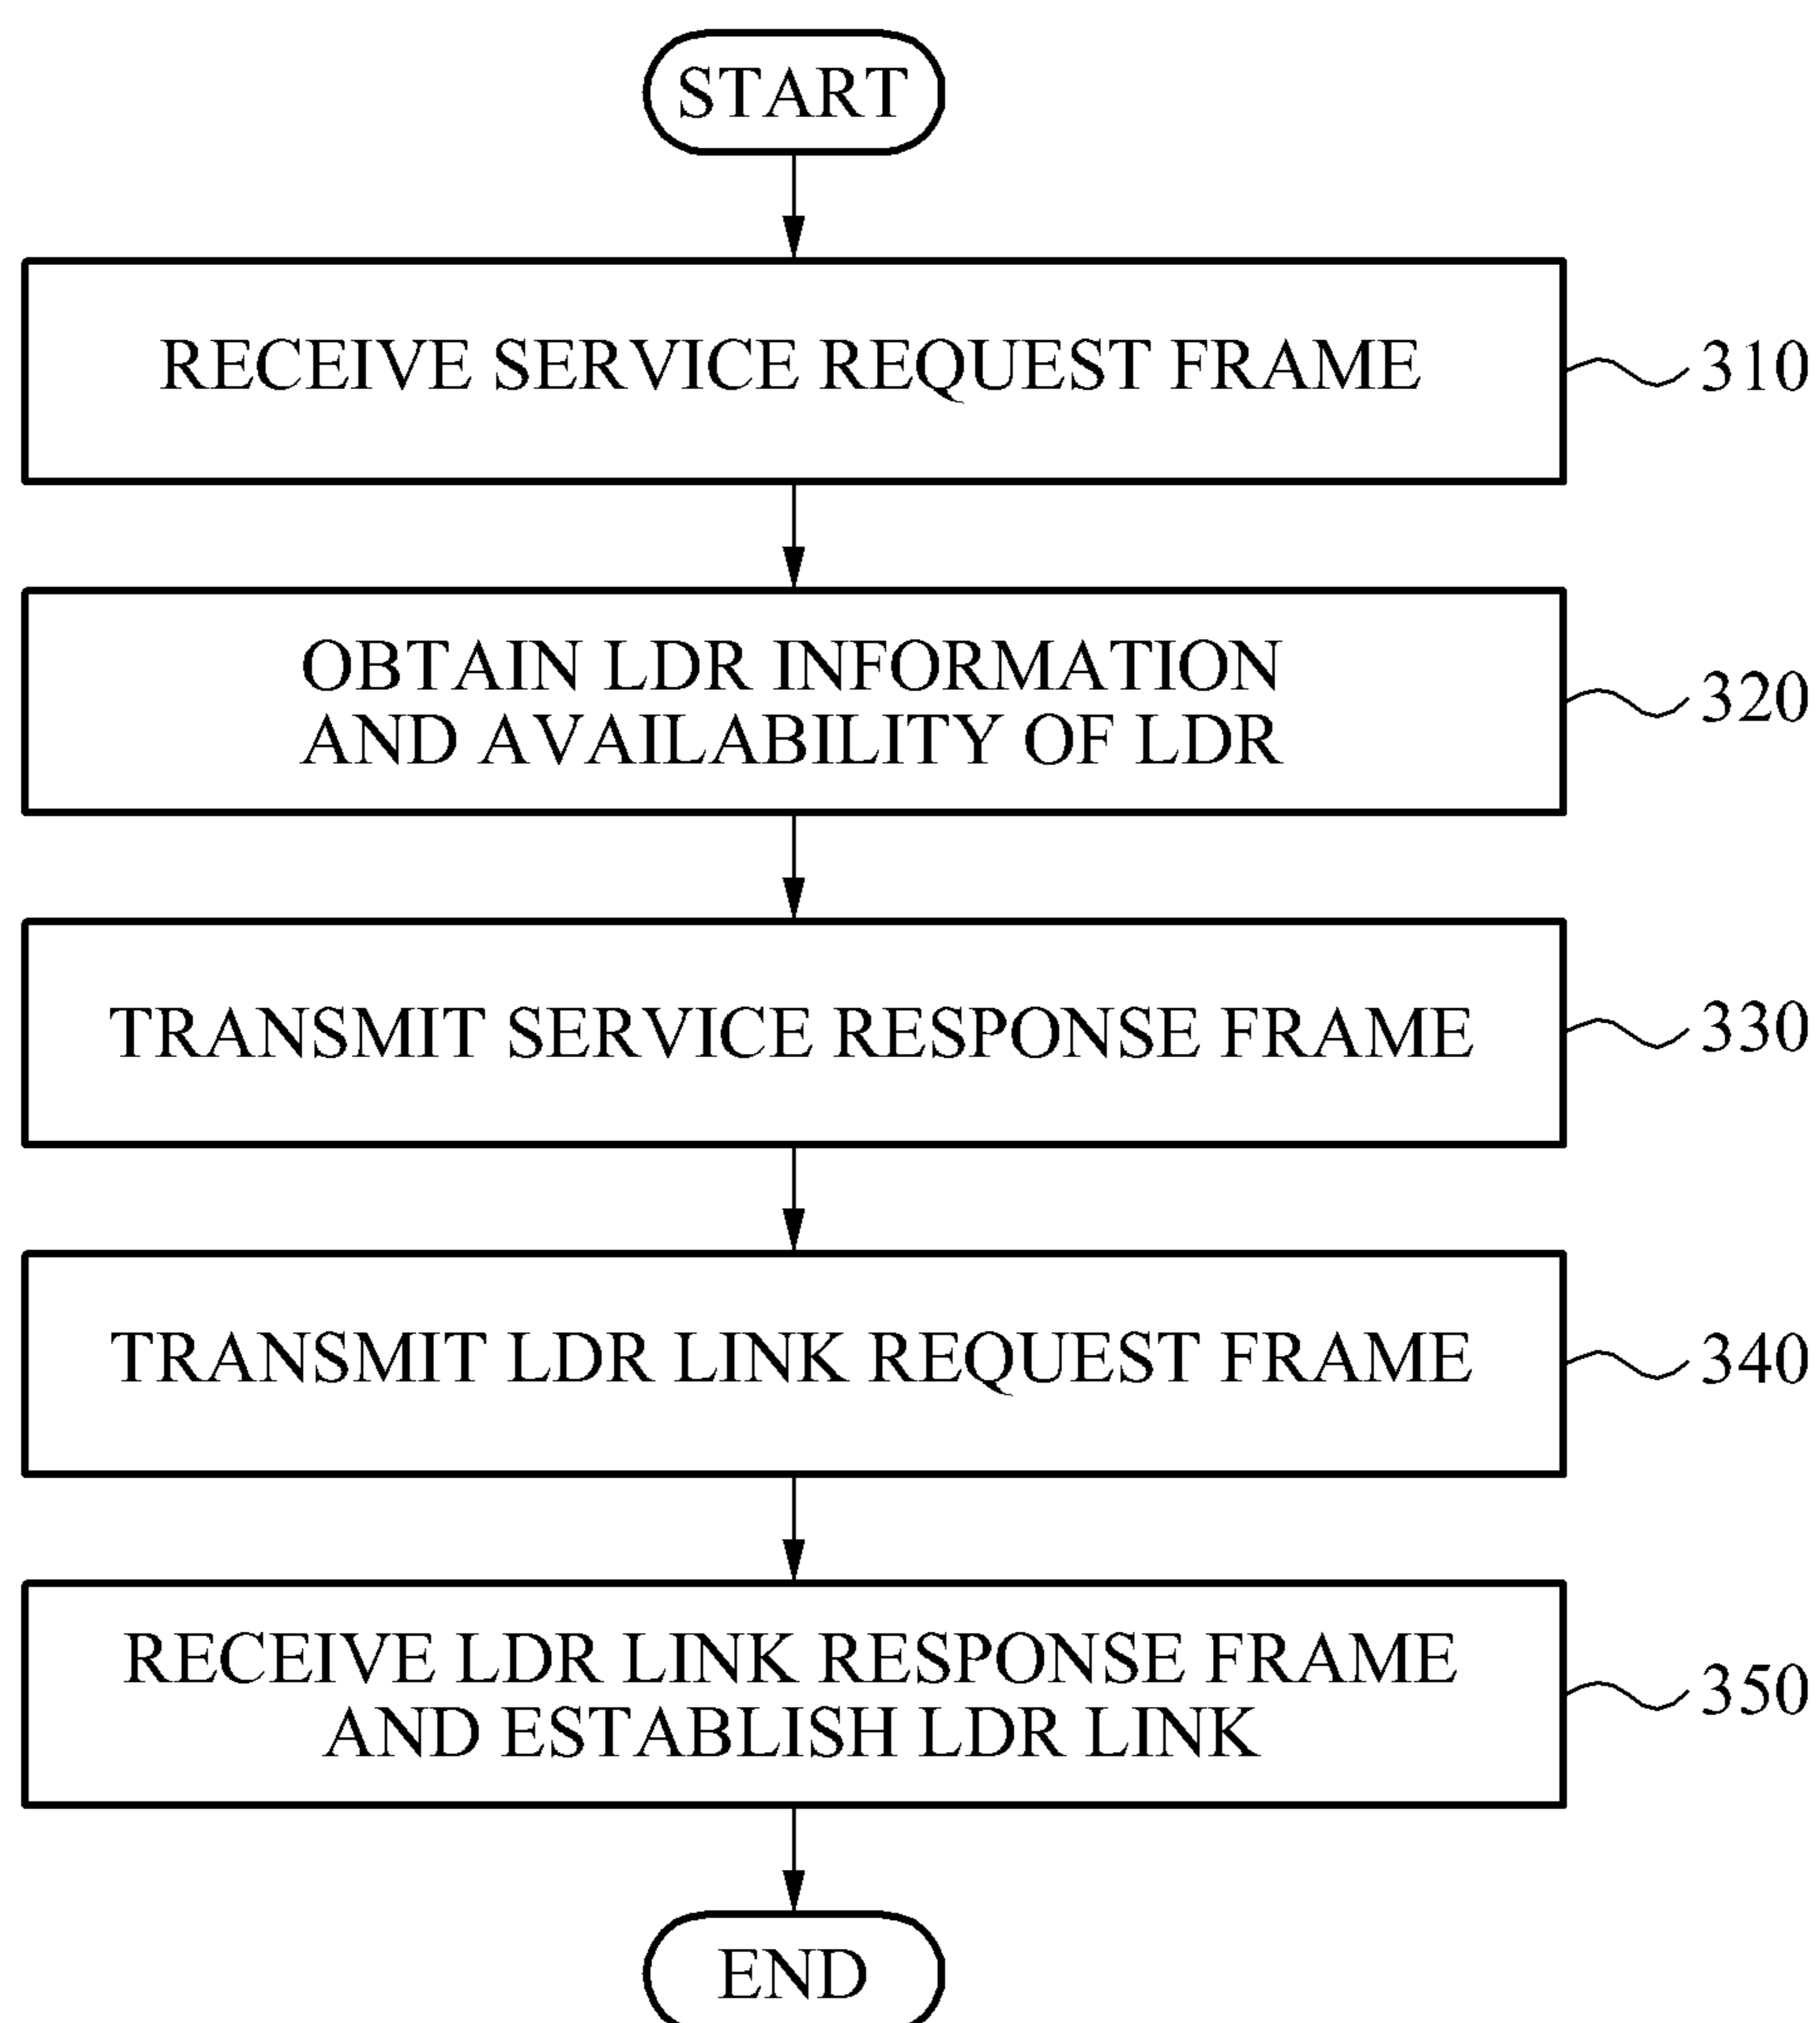 START
RECEIVE SERVICE REQUEST FRAME
310
OBTAIN LDR INFORMATION
AND AVAILABILITY OF LDR
320
TRANSMIT SERVICE RESPONSE FRAME
330
TRANSMIT LDR LINK REQUEST FRAME
340
RECEIVE LDR LINK RESPONSE FRAME
AND ESTABLISH LDR LINK
350
END